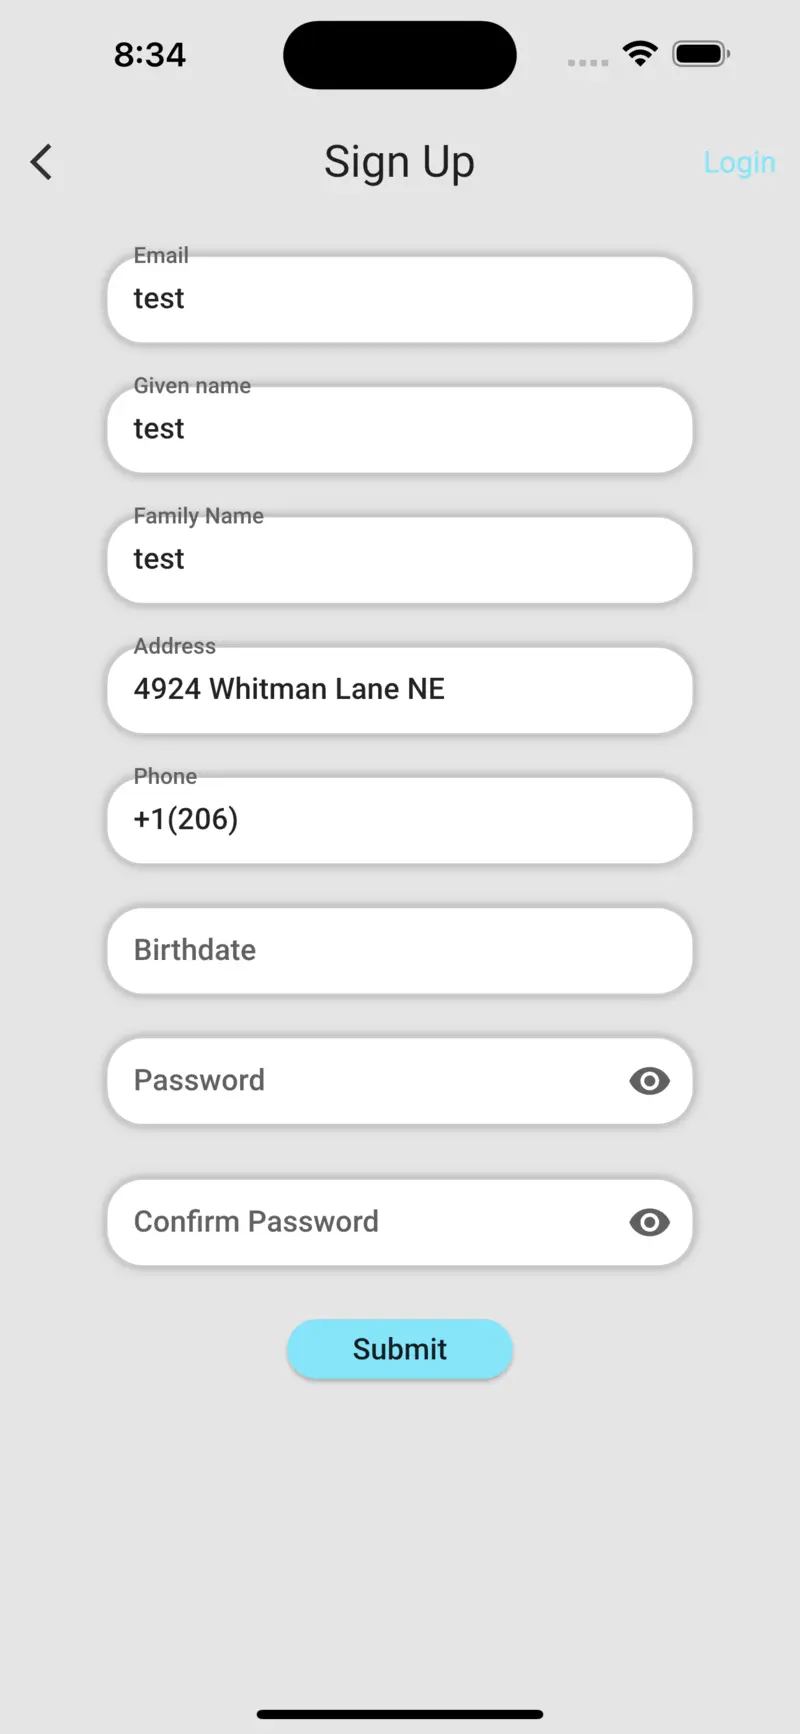 8:34
Sign Up
Login
Email
test
Given name
test
Family Name
test
Address
4924 Whitman Lane NE
Phone
+1(206)
Birthdate
Password
Confirm Password
Submit